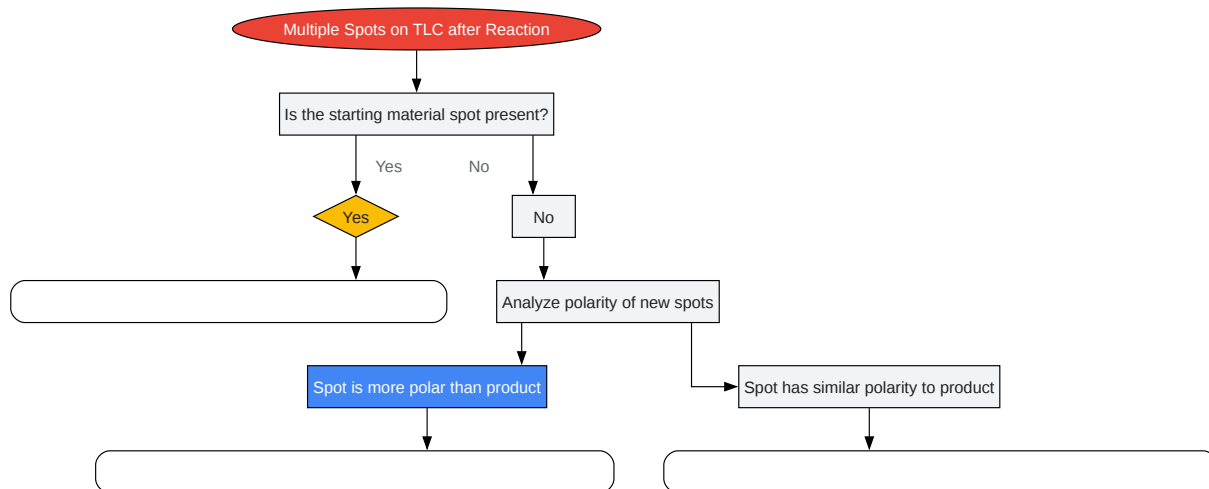 Multiple Spots on TLC after Reaction
Is the starting material spot present?
Yes
No
Yes
No
Analyze polarity of new spots
Spot is more polar than product
Spot has similar polarity to product